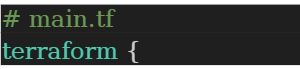 # main.tf
terraform {